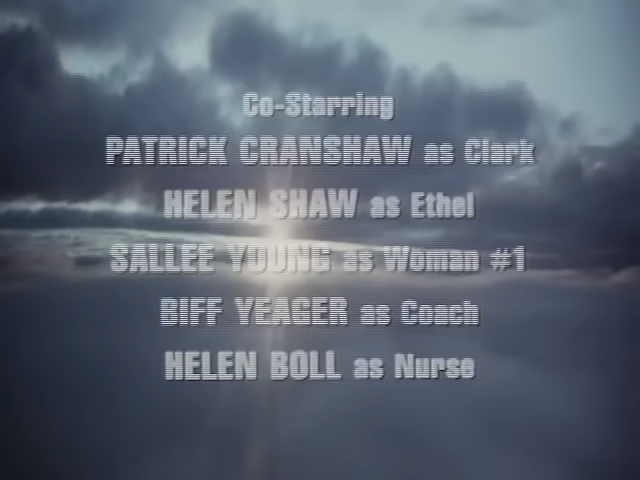 Co-Starring
PATRICK CRANSHAW as Clark
HELEN SHAW as Ethel
SALLEE YOUNG as Woman #1
BIFF YEAGER as Coach
HELEN BOLL as Nurse